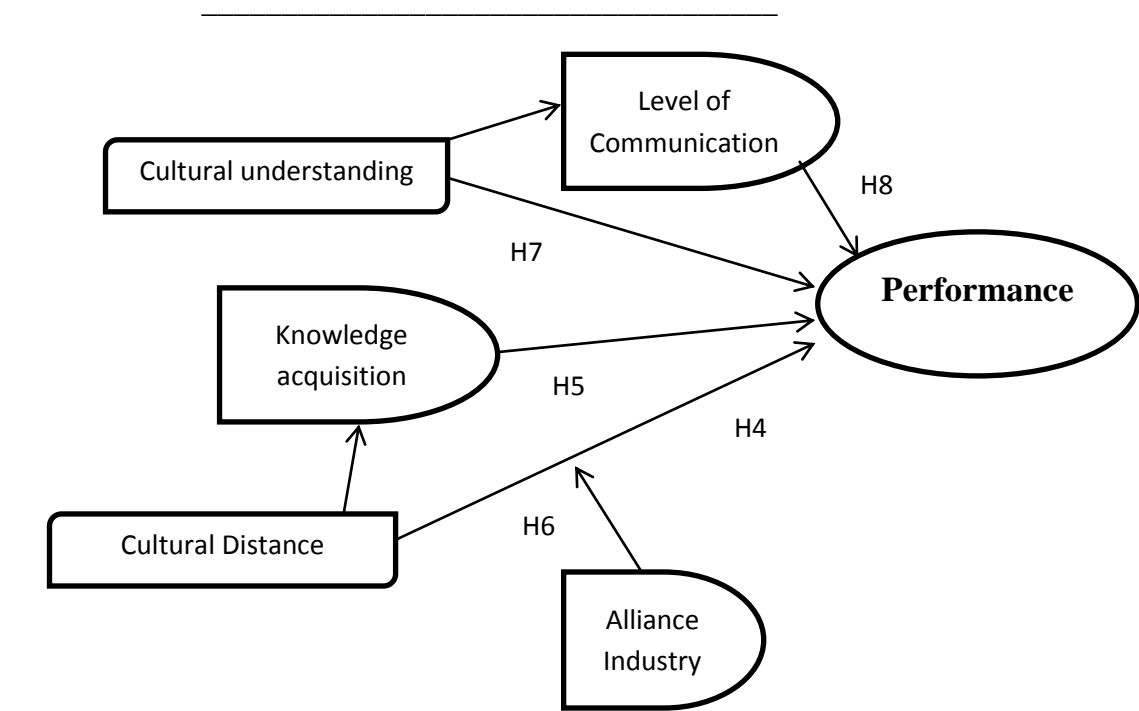 Level of
Communication
Cultural understanding
H8
H7
Performance
Knowledge
acquisition
H5
H4
H6
Cultural Distance
Alliance
Industry